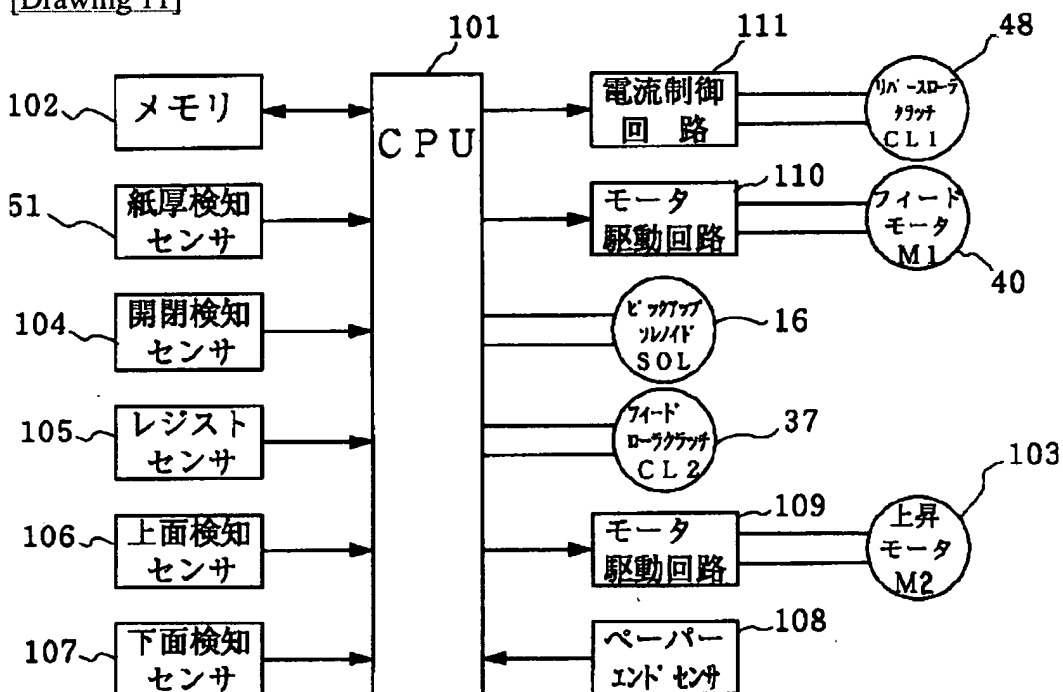 [Drawing 11]
101
111
48
102
メモリ
CPU
電流制御
回路
リバースローラ
クラッチ
CL1
51
紙厚検知
センサ
110
モータ
駆動回路
フィード
モータ
M1
40
104
開閉検知
センサ
ピックアップ
ソレノイド
SOL
16
105
レジスト
センサ
フィード
ローラクラッチ
CL2
37
103
106
上面検知
センサ
109
モータ
駆動回路
上昇
モータ
M2
107
下面検知
センサ
108
ペーパー
エンドセンサ